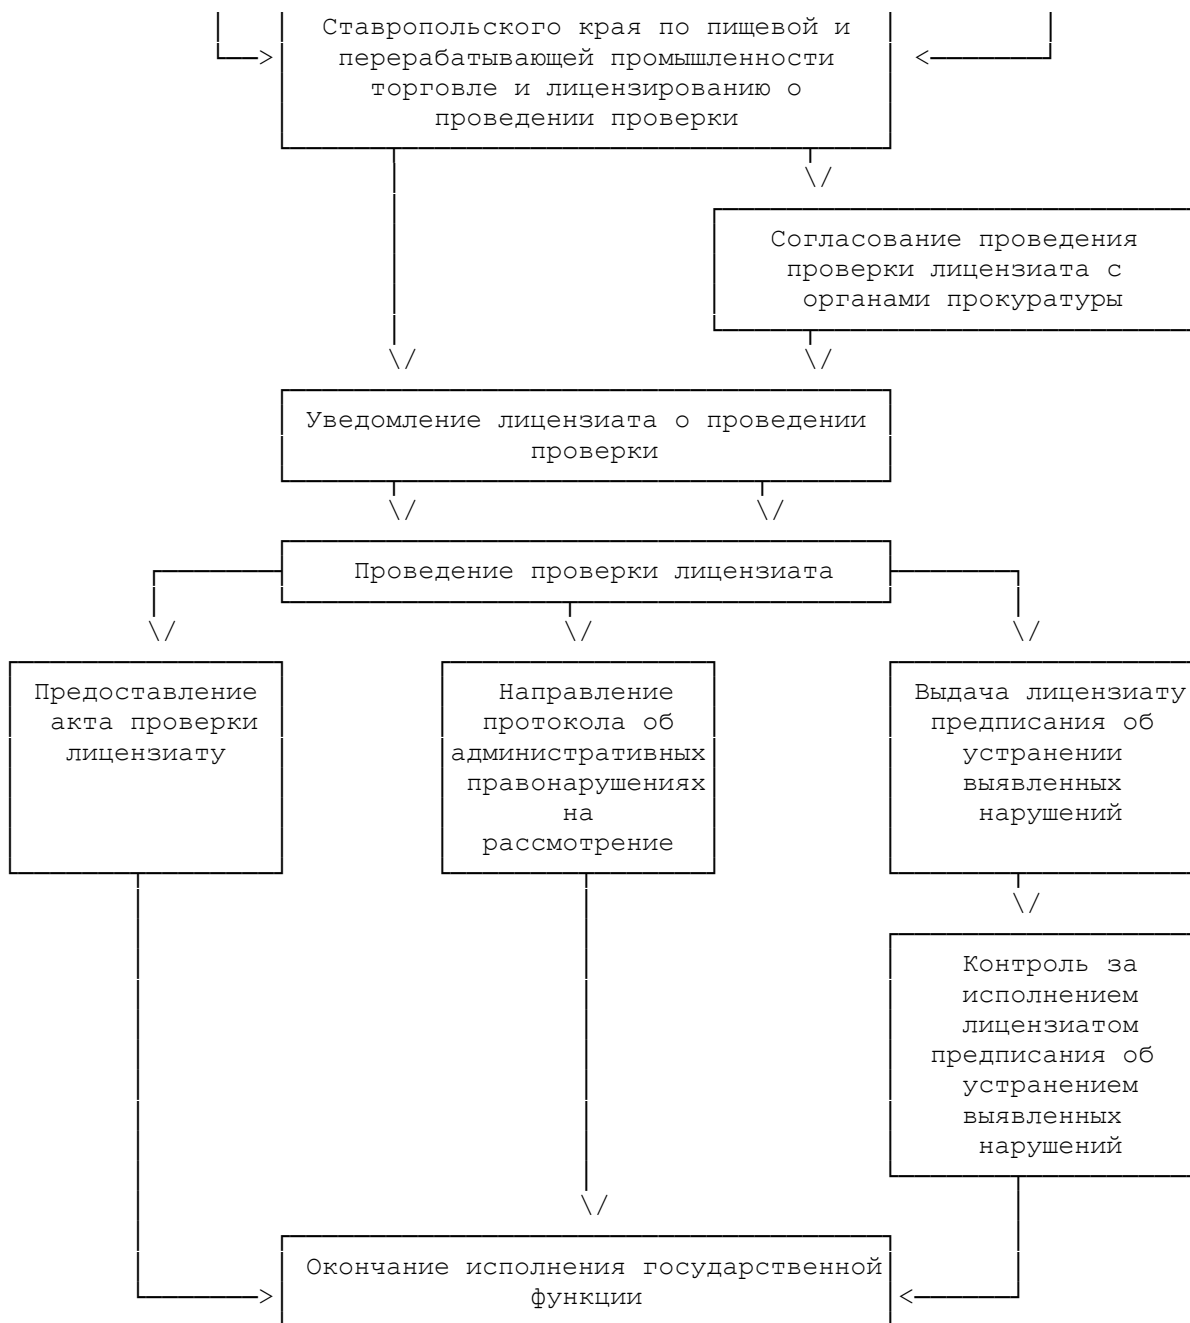 Ставропольского края по пищевой и
перерабатывающей промышленности
торговле и лицензированию о
проведении проверки
Согласование проведения
проверки лицензиата с
органами прокуратуры
Уведомление лицензиата о проведении
проверки
Проведение проверки лицензиата
Предоставление
акта проверки
лицензиату
Направление
протокола об
административных
правонарушениях
на
рассмотрение
Выдача лицензиату
предписания об
устранении
выявленных
нарушений
Контроль за
исполнением
лицензиатом
предписания об
устранением
выявленных
нарушений
Окончание исполнения государственной
функции